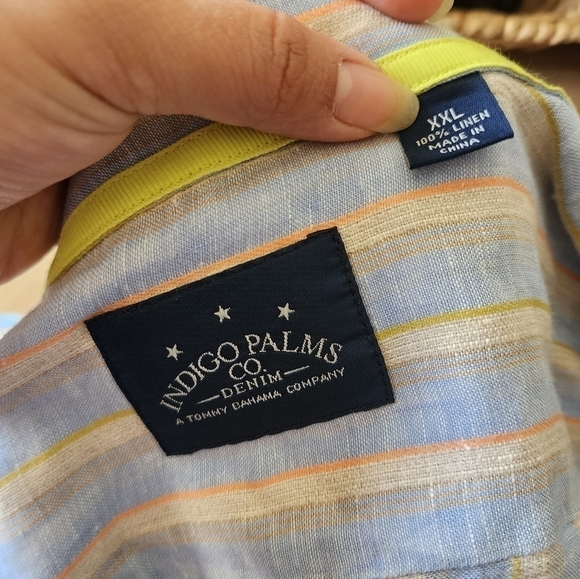 XXL
100% LINEN
MADE IN
CHINA
INDIGO PALMS
CO.
DENIM
A TOMMY BAHAMA COMPANY